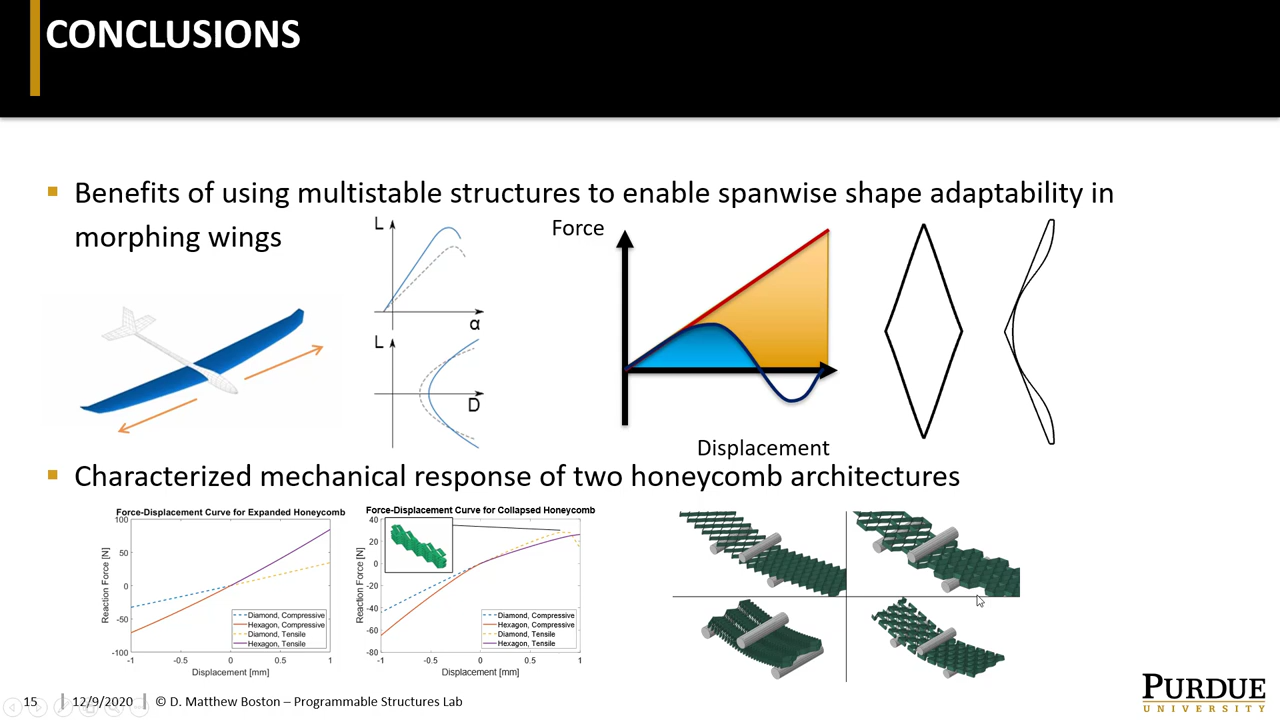 CONCLUSIONS
Benefits of using multistable structures to enable spanwise shape adaptability in
morphing wings
L
α
L
D
Force
Displacement
Characterized mechanical response of two honeycomb architectures
Force-Displacement Curve for Expanded Honeycomb
100
50
0
-50
-100
Reaction Force [N]
-1
-0.5
0
0.5
1
Displacement [mm]
Diamond, Compressive
Hexagon, Compressive
Diamond, Tensile
Hexagon, Tensile
Force-Displacement Curve for Collapsed Honeycomb
40
20
0
-20
-40
-60
-80
Reaction Force [N]
-1
-0.5
0
0.5
1
Displacement [mm]
Diamond, Compressive
Hexagon, Compressive
Diamond, Tensile
Hexagon, Tensile
15
12/9/2020
© D. Matthew Boston – Programmable Structures Lab
PURDUE
UNIVERSITY